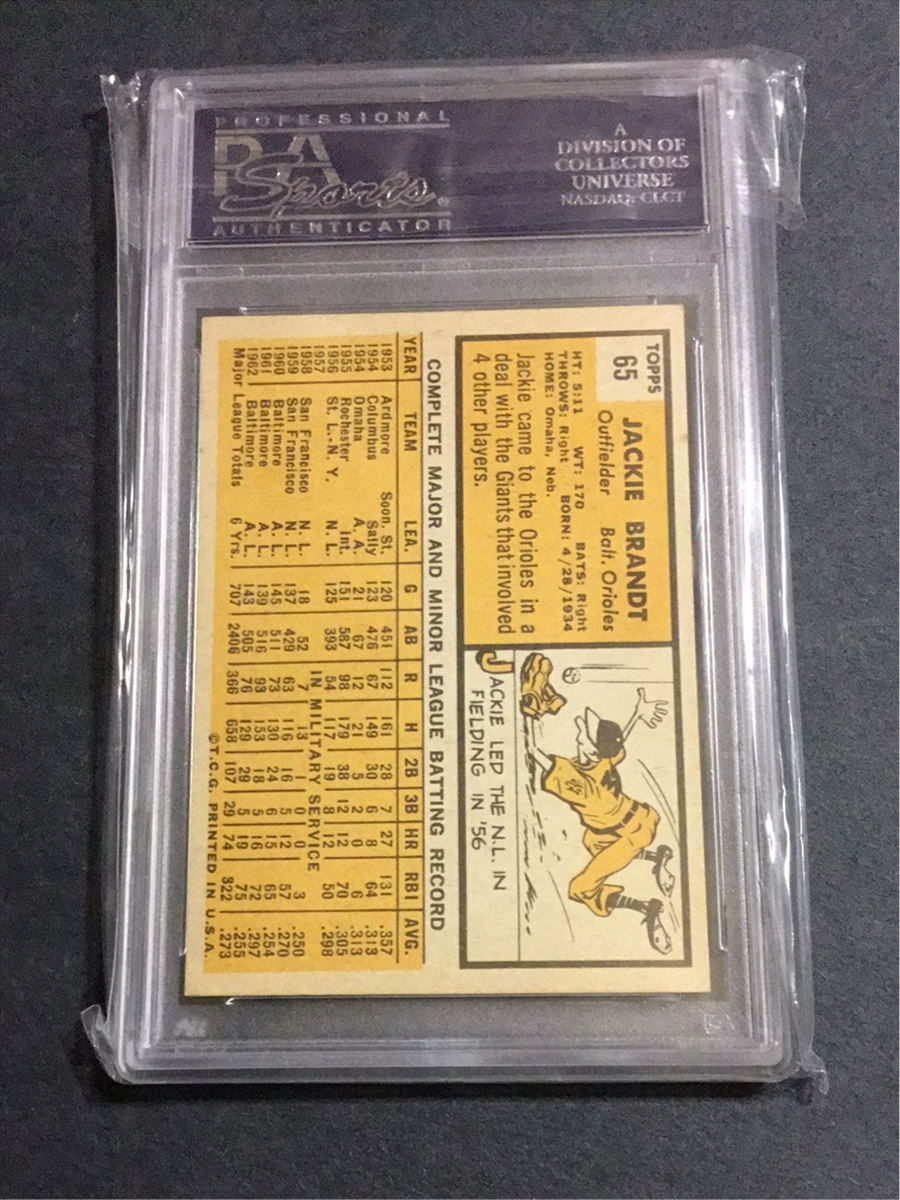 PROFESSIONAL
PSA
Sports®
AUTHENTICATOR
A
DIVISION OF
COLLECTORS
UNIVERSE
NASDAQ: CLCT
TOPPS
65
JACKIE BRANDT
Outfielder Balt. Orioles
HT: 5:11 WT: 170 BATS: Right
THROWS: Right BORN: 4/28/1934
HOME: Omaha, Neb.
Jackie came to the Orioles in a
deal with the Giants that involved
4 other players.
JACKIE LED THE N.L. IN
FIELDING IN '56
COMPLETE MAJOR AND MINOR LEAGUE BATTING RECORD
YEAR TEAM LEA. G AB R H 2B 3B HR RBI AVG.
1953 Ardmore Soon. St. 120 451 112 161 28 7 27 131 .357
1954 Columbus Sally 123 476 67 149 30 6 8 64 .313
1954 Omaha A. A. 21 67 12 21 5 2 0 6 .313
1955 Rochester Int. 151 587 98 179 38 12 12 70 .305
1956 St. L.-N. Y. N. L. 125 393 54 117 19 8 12 50 .298
1957 IN MILITARY SERVICE
1958 San Francisco N. L. 18 52 7 13 1 0 0 3 .250
1959 San Francisco N. L. 137 429 63 116 16 5 12 57 .270
1960 Baltimore A. L. 145 511 73 130 24 6 15 65 .254
1961 Baltimore A. L. 139 516 93 153 18 5 16 72 .297
1962 Baltimore A. L. 143 505 76 129 29 5 19 75 .255
Major League Totals 6 Yrs. 707 2406 366 658 107 29 74 322 .273
©T.C.G. PRINTED IN U.S.A.